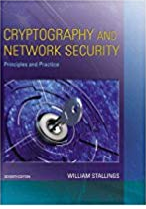 CRYPTOGRAPHY AND
NETWORK SECURITY
Principles and Practice
SEVENTH EDITION
WILLIAM STALLINGS